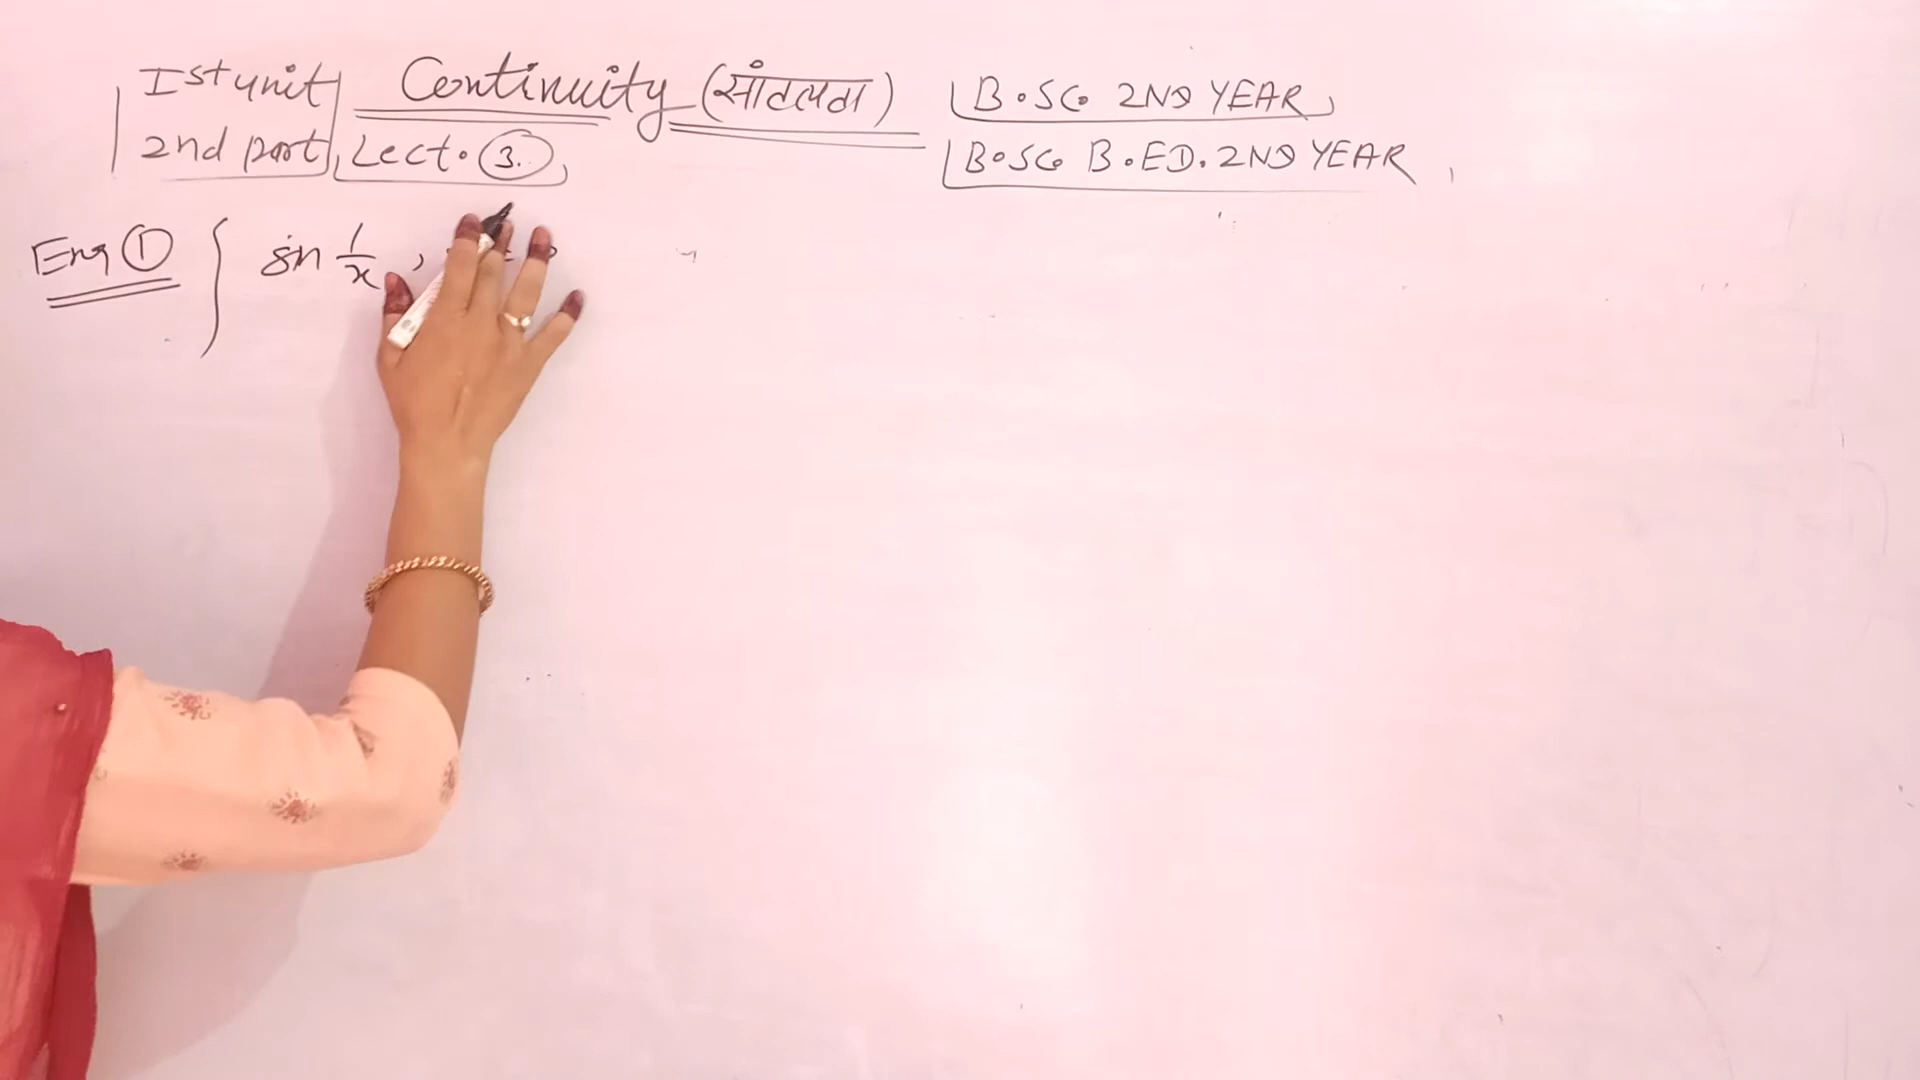 Ist unit Continuity (सांतत्यता) B.SC. 2ND YEAR
2nd part, Lect. 3. B.SC. B.ED. 2ND YEAR
① { sin 1/x ,